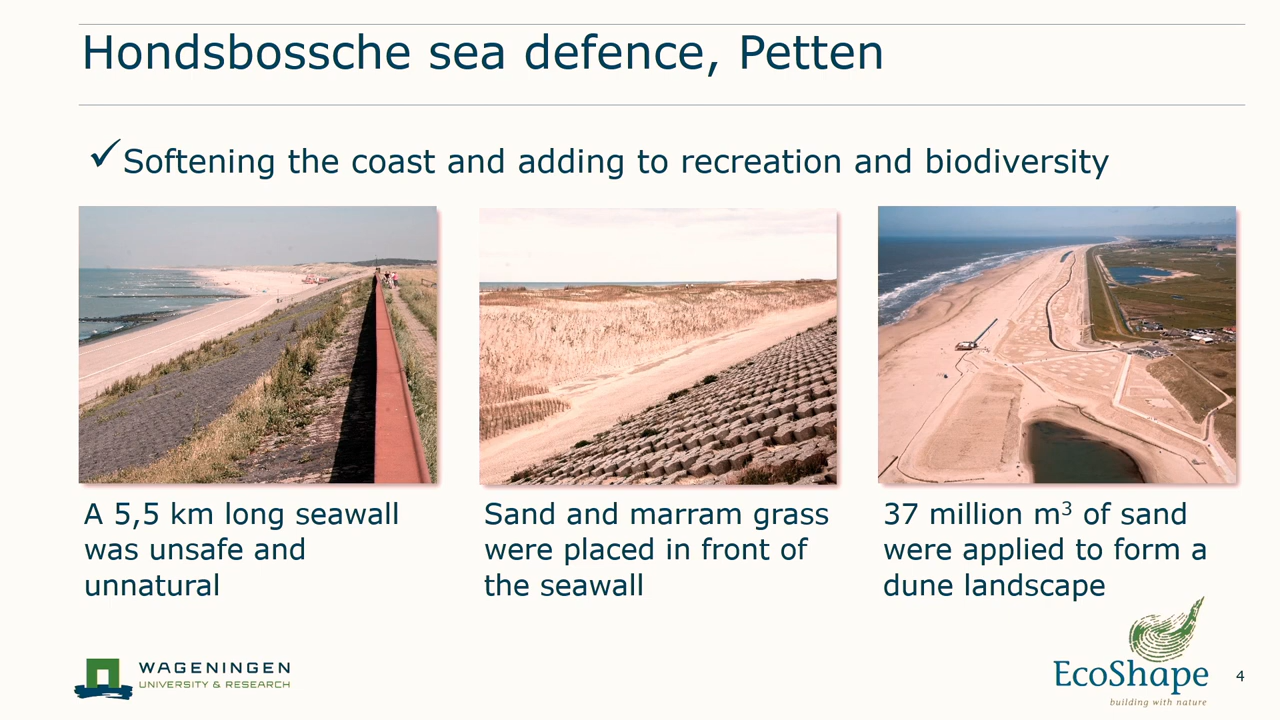 Hondsbossche sea defence, Petten
✓Softening the coast and adding to recreation and biodiversity
A 5,5 km long seawall
was unsafe and
unnatural
Sand and marram grass
were placed in front of
the seawall
37 million m³ of sand
were applied to form a
dune landscape
WAGENINGEN
UNIVERSITY & RESEARCH
EcoShape
building with nature
4